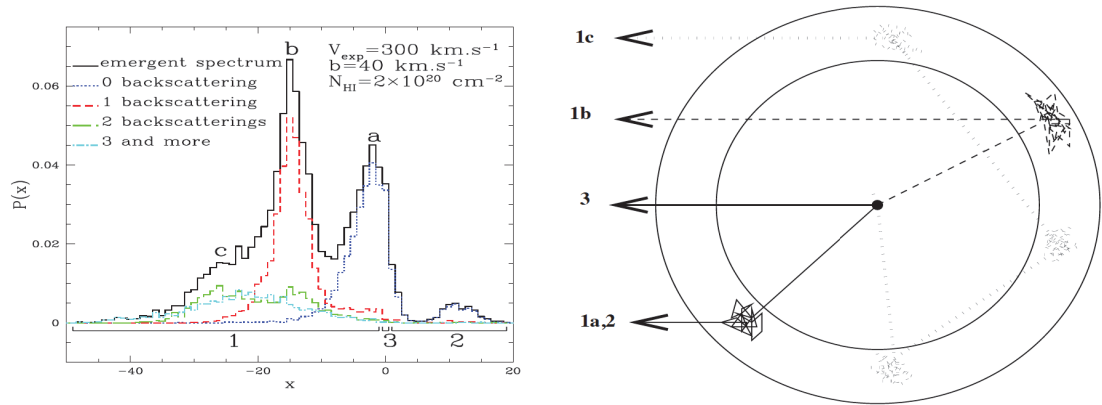 b
V_exp=300 km.s⁻¹
emergent spectrum
b=40 km.s⁻¹
0 backscattering
N_HI=2×10²⁰ cm⁻²
1 backscattering
2 backscatterings
3 and more
a
c
0.06
0.04
0.02
0
P(x)
1
3
2
−40
−20
0
20
x
1c
1b
3
1a,2